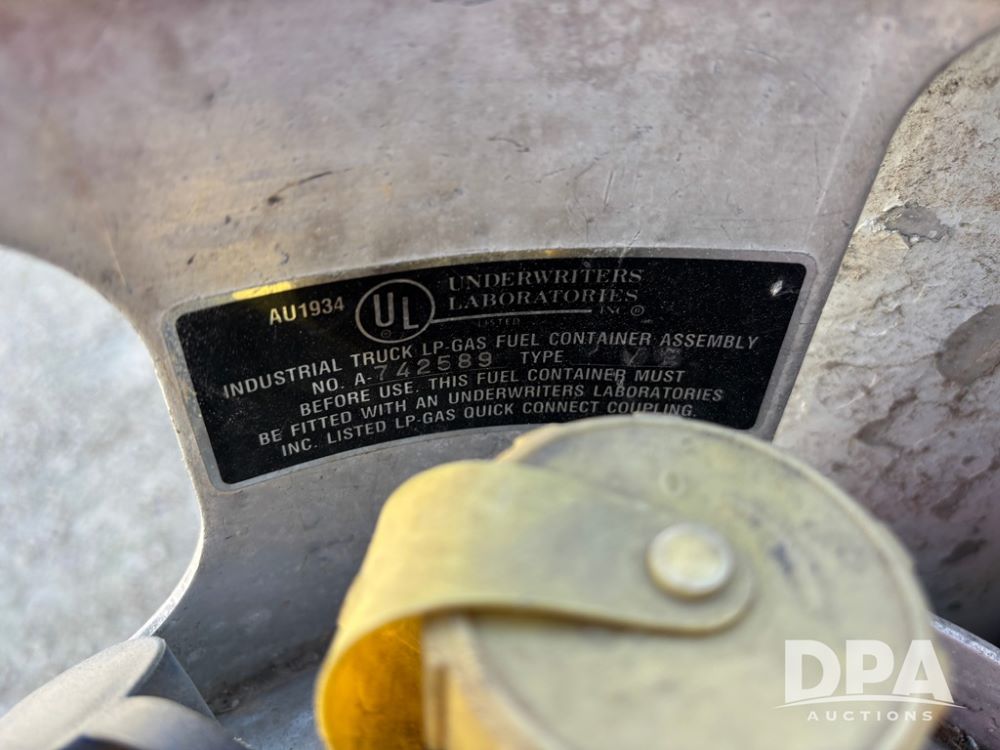 AU1934
UL
UNDERWRITERS
LABORATORIES
INC ®
LISTED
INDUSTRIAL TRUCK LP-GAS FUEL CONTAINER ASSEMBLY
NO. A-742589 TYPE
BEFORE USE. THIS FUEL CONTAINER MUST
BE FITTED WITH AN UNDERWRITERS LABORATORIES
INC. LISTED LP-GAS QUICK CONNECT COUPLING.
DPA
AUCTIONS